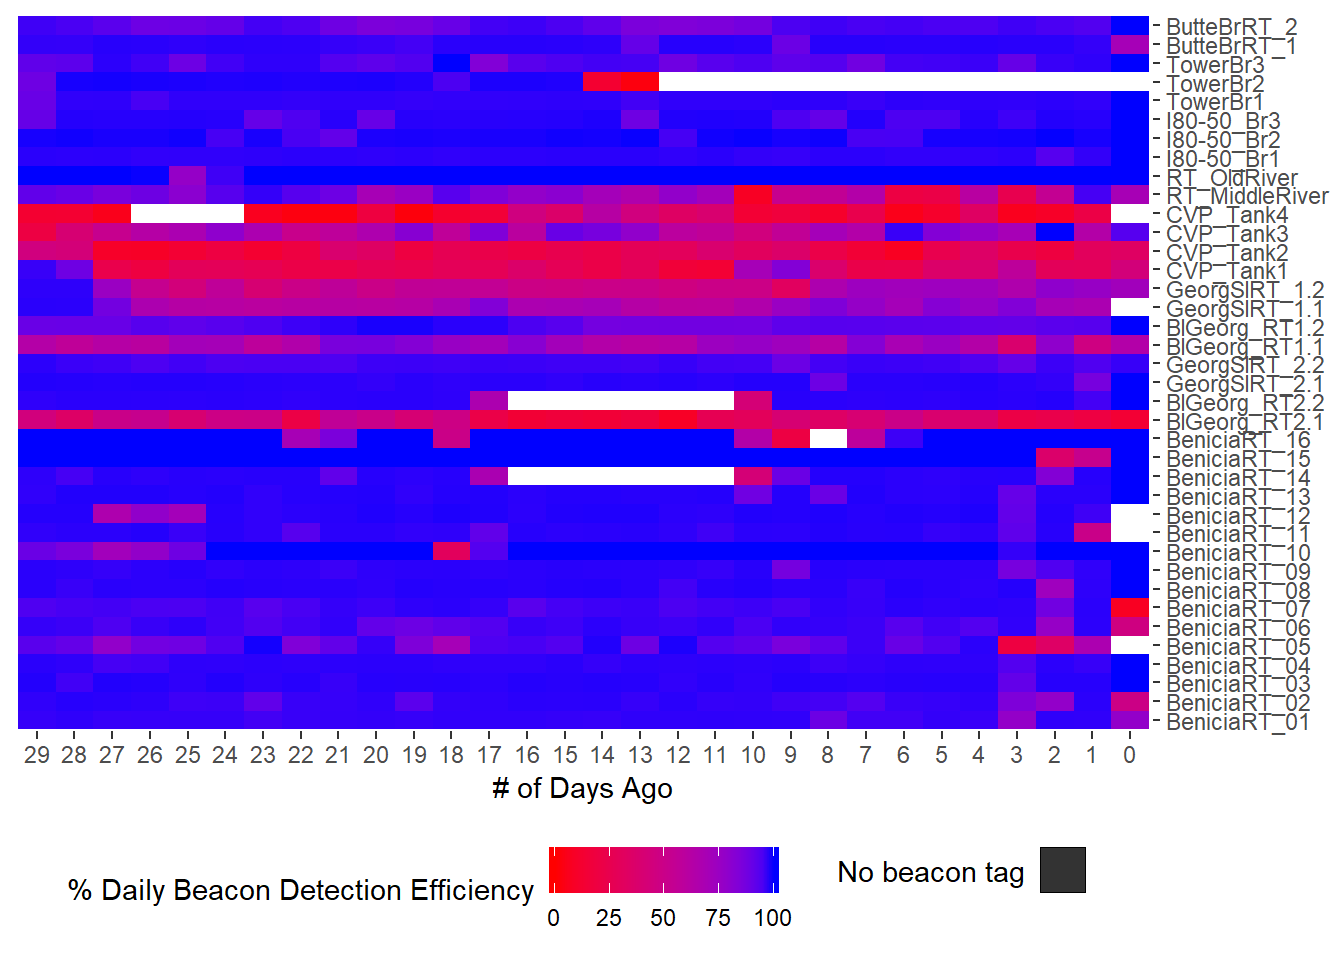 ButteBrRT_2
ButteBrRT_1
TowerBr3
TowerBr2
TowerBr1
I80-50_Br3
I80-50_Br2
I80-50_Br1
RT_OldRiver
RT_MiddleRiver
CVP_Tank4
CVP_Tank3
CVP_Tank2
CVP_Tank1
GeorgSlRT_1.2
GeorgSlRT_1.1
BlGeorg_RT1.2
BlGeorg_RT1.1
GeorgSlRT_2.2
GeorgSlRT_2.1
BlGeorg_RT2.2
BlGeorg_RT2.1
BeniciaRT_16
BeniciaRT_15
BeniciaRT_14
BeniciaRT_13
BeniciaRT_12
BeniciaRT_11
BeniciaRT_10
BeniciaRT_09
BeniciaRT_08
BeniciaRT_07
BeniciaRT_06
BeniciaRT_05
BeniciaRT_04
BeniciaRT_03
BeniciaRT_02
BeniciaRT_01
29 28 27 26 25 24 23 22 21 20 19 18 17 16 15 14 13 12 11 10 9 8 7 6 5 4 3 2 1 0
# of Days Ago
% Daily Beacon Detection Efficiency
0 25 50 75 100
No beacon tag